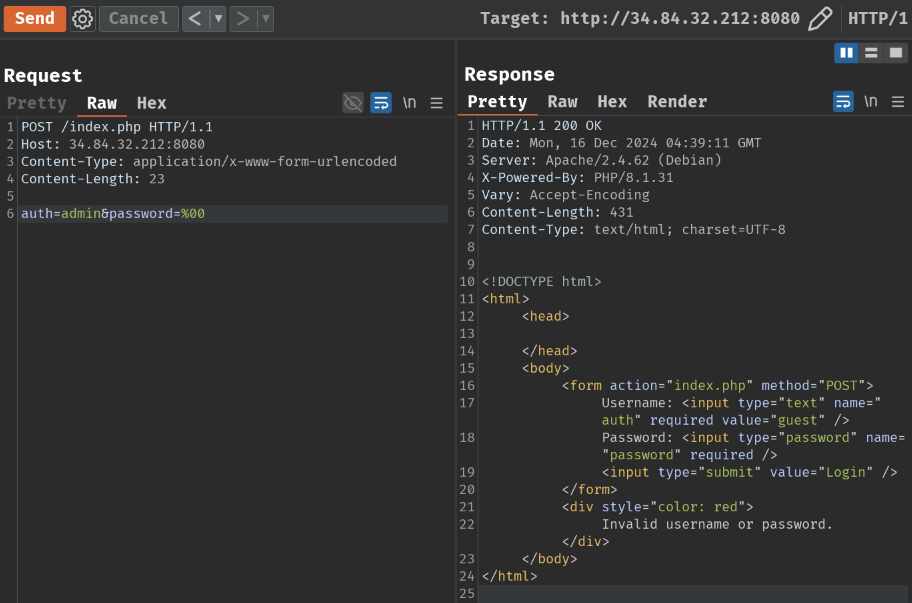 Send Cancel < ▼ > ▼ Target: http://34.84.32.212:8080 HTTP/1
Request
Pretty Raw Hex \n
1 POST /index.php HTTP/1.1
2 Host: 34.84.32.212:8080
3 Content-Type: application/x-www-form-urlencoded
4 Content-Length: 23
5
6 auth=admin&password=%00
Response
Pretty Raw Hex Render \n
1 HTTP/1.1 200 OK
2 Date: Mon, 16 Dec 2024 04:39:11 GMT
3 Server: Apache/2.4.62 (Debian)
4 X-Powered-By: PHP/8.1.31
5 Vary: Accept-Encoding
6 Content-Length: 431
7 Content-Type: text/html; charset=UTF-8
8
9
10 <!DOCTYPE html>
11 <html>
12 <head>
13
14 </head>
15 <body>
16 <form action="index.php" method="POST">
17 Username: <input type="text" name="
auth" required value="guest" />
18 Password: <input type="password" name=
"password" required />
19 <input type="submit" value="Login" />
20 </form>
21 <div style="color: red">
22 Invalid username or password.
</div>
23 </body>
24 </html>
25